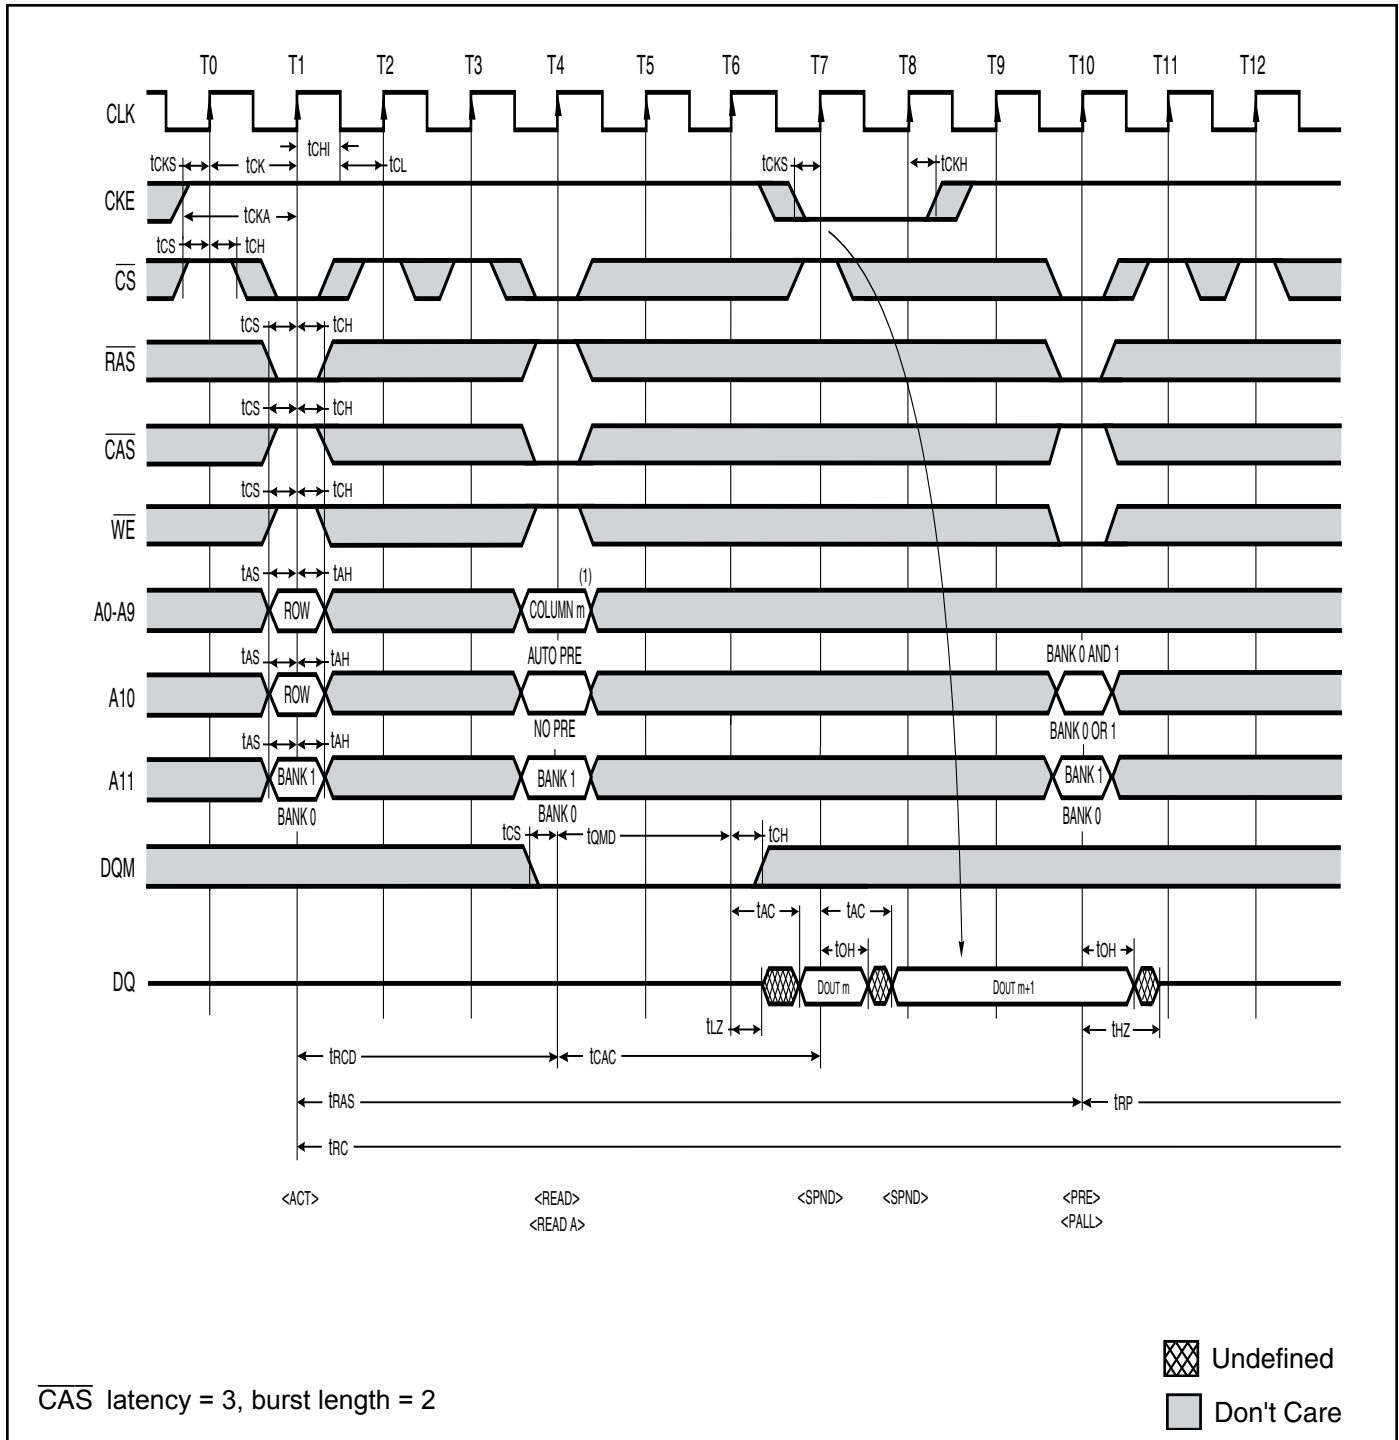 T0 T1 T2 T3 T4 T5 T6 T7 T8 T9 T10 T11 T12
CLK
tCHI
tCKS tCK tCL tCKS tCKH
CKE
tCKA
tCS tCH
CS
tCS tCH
RAS
tCS tCH
CAS
tCS tCH
WE
tAS tAH (1)
A0-A9 ROW COLUMN m
tAS tAH AUTO PRE BANK 0 AND 1
A10 ROW
NO PRE BANK 0 OR 1
tAS tAH
A11 BANK 1 BANK 1 BANK 1
BANK 0 BANK 0 BANK 0
tCS tQMD tCH
DQM
tAC tAC
tOH tOH
DQ DOUT m DOUT m+1
tLZ tHZ
tRCD tCAC
tRAS tRP
tRC
<ACT> <READ> <SPND> <SPND> <PRE>
<READ A> <PALL>
Undefined
CAS latency = 3, burst length = 2
Don't Care